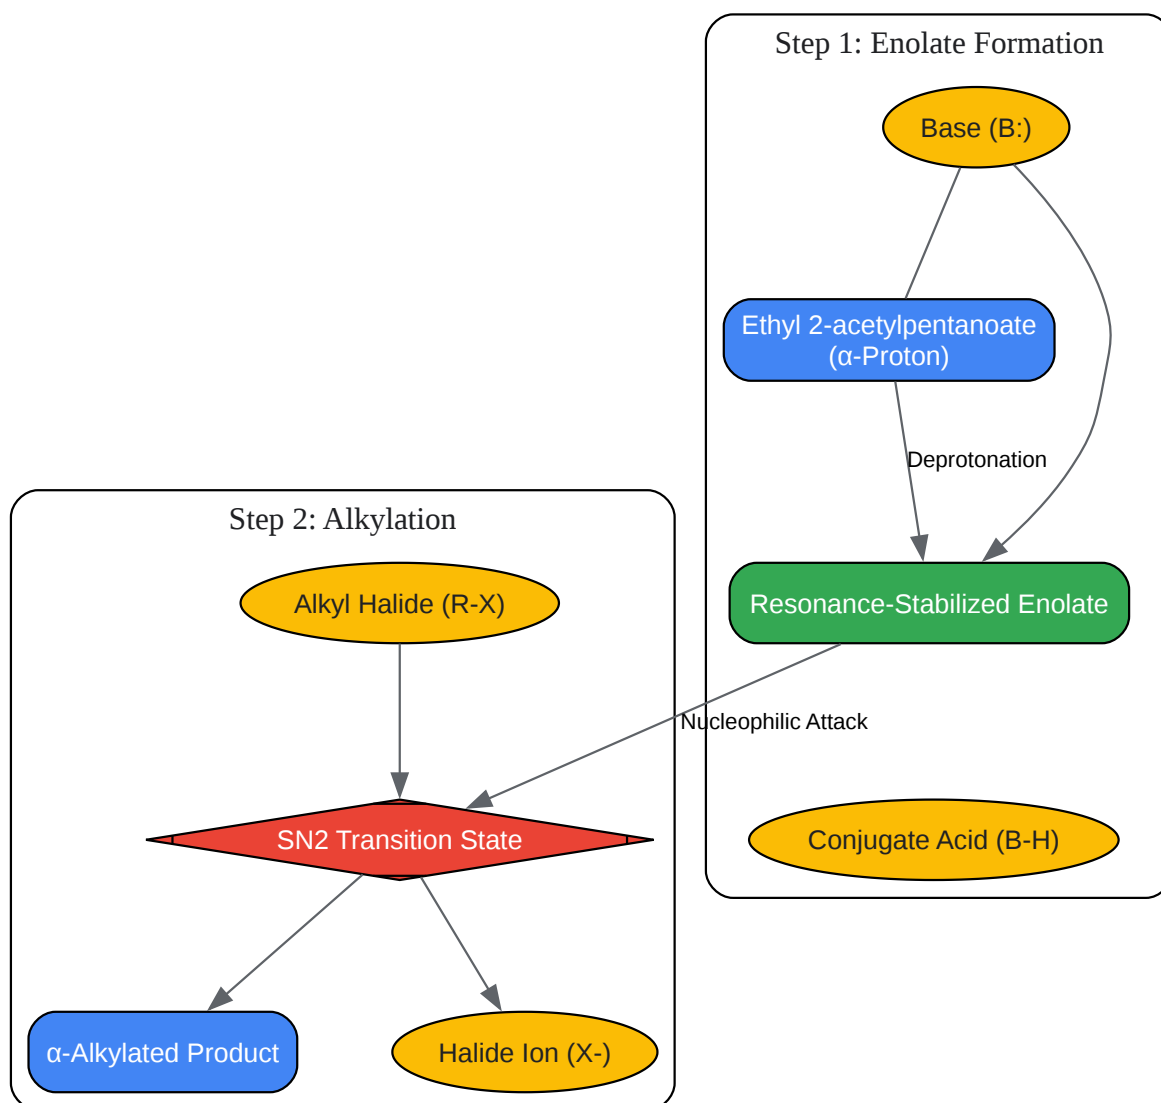 Step 1: Enolate Formation
Base (B:)
Ethyl 2-acetylpentanoate
(α-Proton)
Deprotonation
Resonance-Stabilized Enolate
Nucleophilic Attack
Conjugate Acid (B-H)
Step 2: Alkylation
Alkyl Halide (R-X)
SN2 Transition State
α-Alkylated Product
Halide Ion (X-)